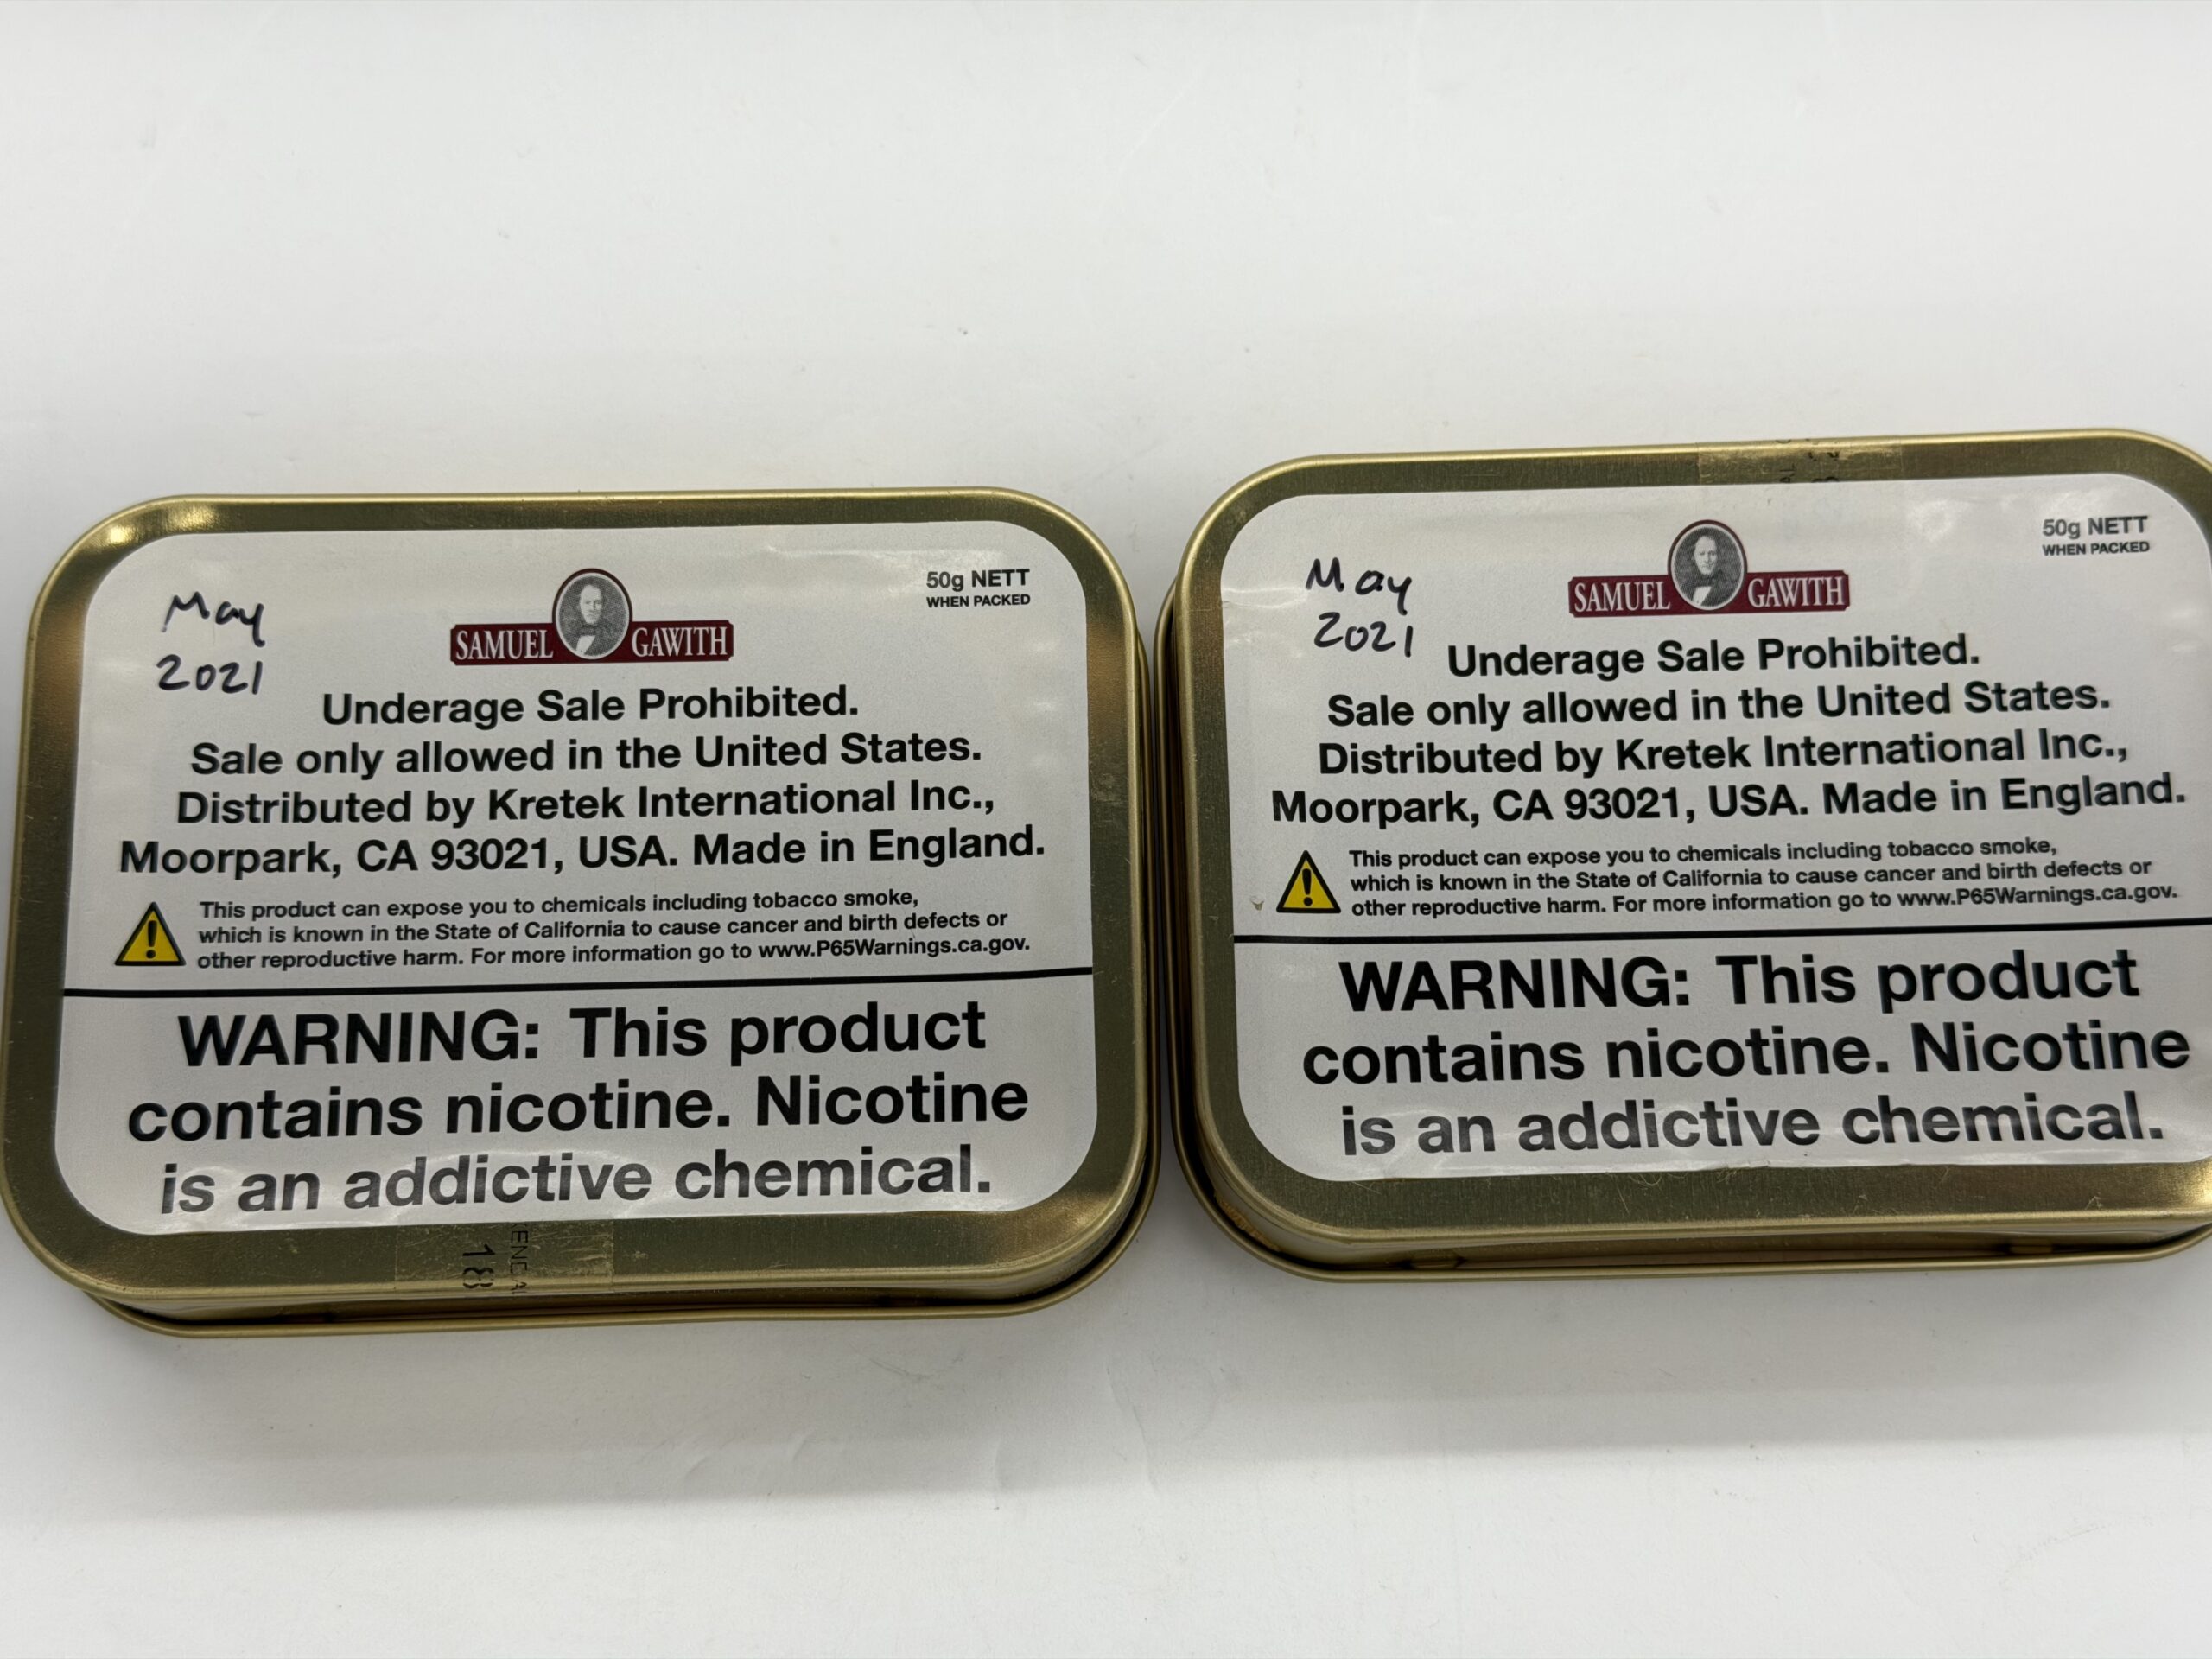 May
2021
SAMUEL GAWITH
50g NETT
WHEN PACKED
Underage Sale Prohibited.
Sale only allowed in the United States.
Distributed by Kretek International Inc.,
Moorpark, CA 93021, USA. Made in England.
This product can expose you to chemicals including tobacco smoke,
which is known in the State of California to cause cancer and birth defects or
other reproductive harm. For more information go to www.P65Warnings.ca.gov.
WARNING: This product
contains nicotine. Nicotine
is an addictive chemical.
18
May
2021
SAMUEL GAWITH
50g NETT
WHEN PACKED
Underage Sale Prohibited.
Sale only allowed in the United States.
Distributed by Kretek International Inc.,
Moorpark, CA 93021, USA. Made in England.
This product can expose you to chemicals including tobacco smoke,
which is known in the State of California to cause cancer and birth defects or
other reproductive harm. For more information go to www.P65Warnings.ca.gov.
WARNING: This product
contains nicotine. Nicotine
is an addictive chemical.